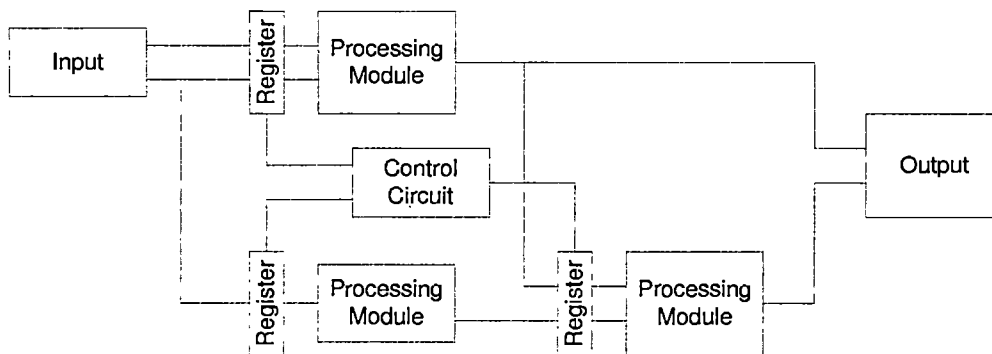 Input
Register
Processing
Module
Control
Circuit
Output
Register
Processing
Module
Register
Processing
Module